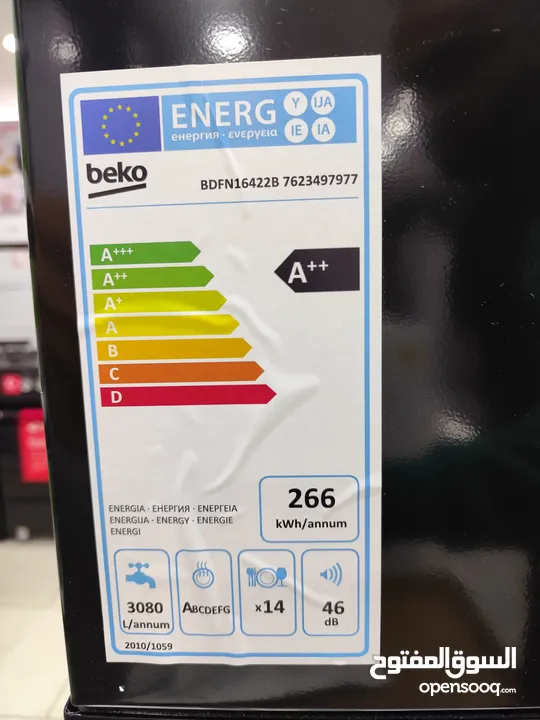 ENERG Y IJA
енергия · ενεργεια IE IA
beko
BDFN16422B 7623497977
A+++
A++
A++
A+
A
B
C
D
266
kWh/annum
ENERGIA · ЕНЕРГИЯ · ΕΝΕΡΓΕΙΑ
ENERGIJA · ENERGY · ENERGIE
ENERGI
3080
L/annum
ABCDEFG
x14
46
dB
2010/1059
السوق المفتوح
opensooq.com